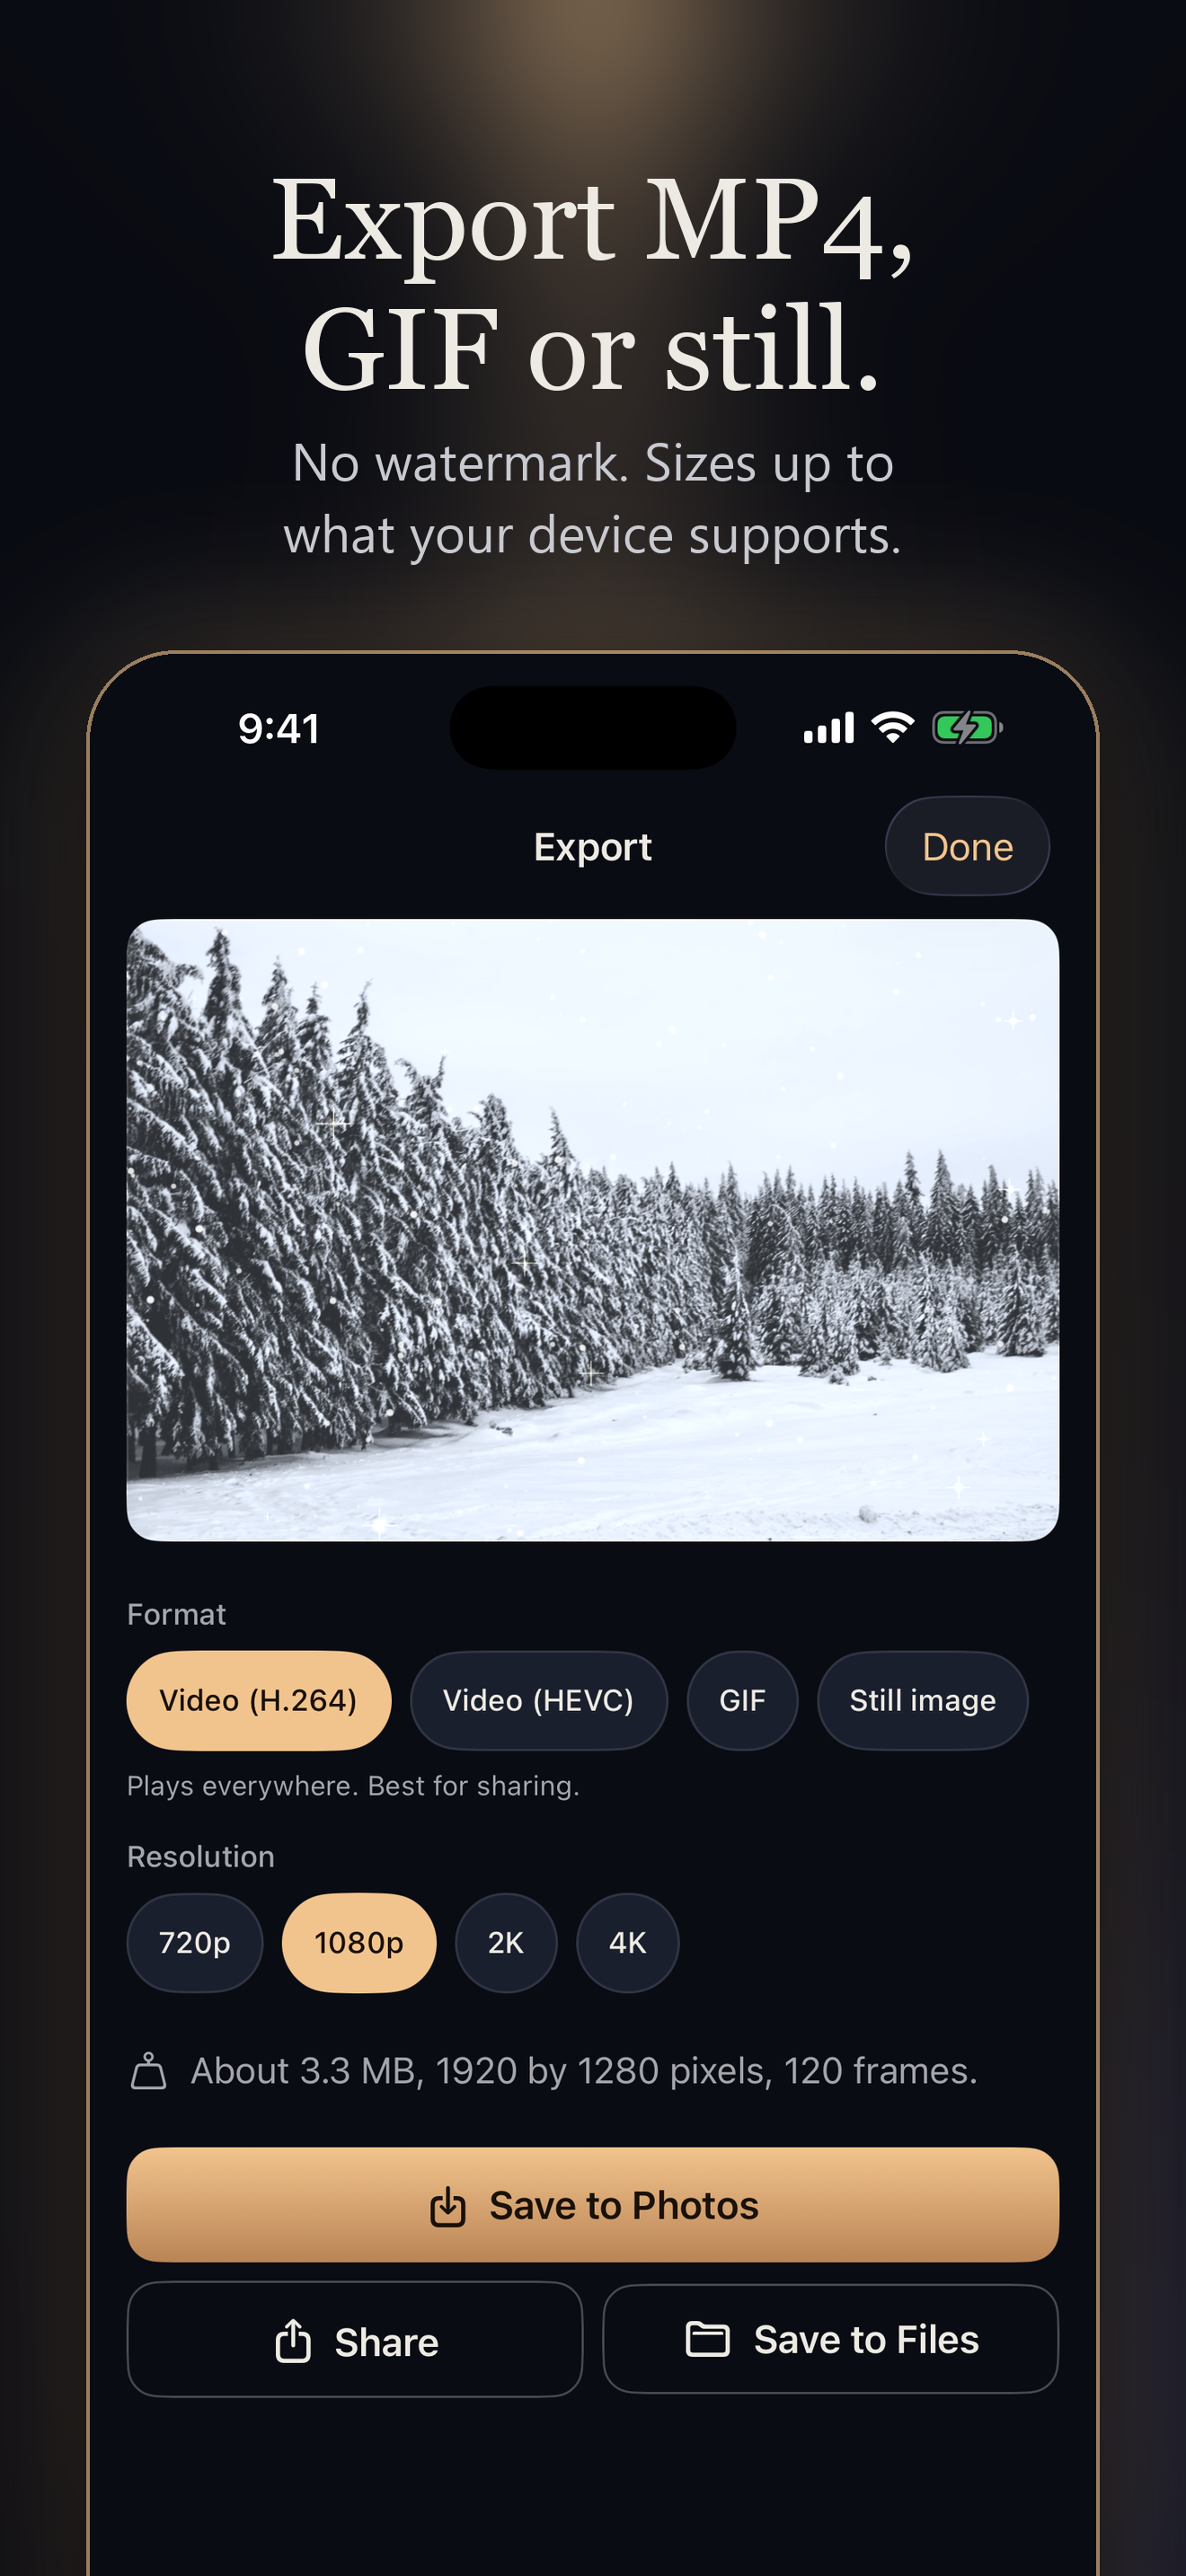 Export MP4,
GIF or still.
No watermark. Sizes up to
what your device supports.
9:41
Export
Done
Format
Video (H.264) Video (HEVC) GIF Still image
Plays everywhere. Best for sharing.
Resolution
720p 1080p 2K 4K
About 3.3 MB, 1920 by 1280 pixels, 120 frames.
Save to Photos
Share Save to Files